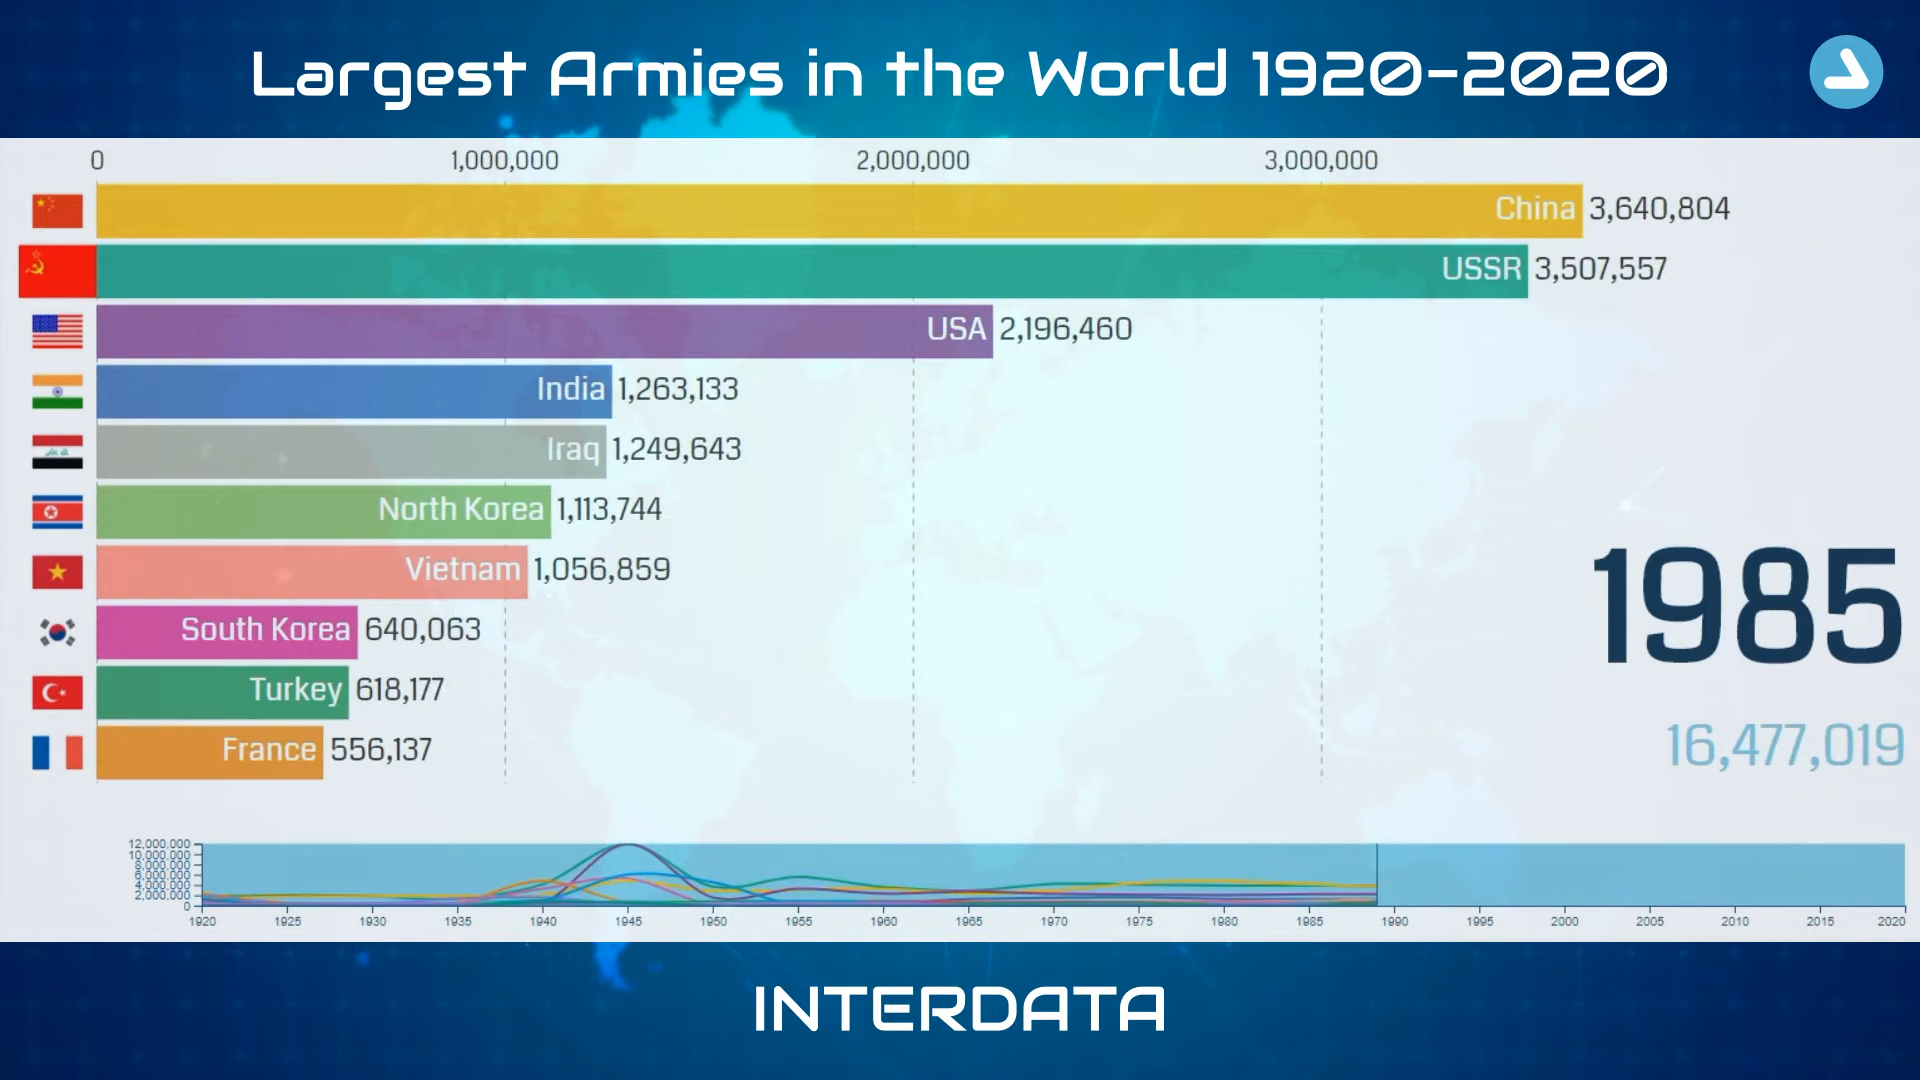 Largest Armies in the World 1920-2020
0 1,000,000 2,000,000 3,000,000
China 3,640,804
USSR 3,507,557
USA 2,196,460
India 1,263,133
Iraq 1,249,643
North Korea 1,113,744
Vietnam 1,056,859
South Korea 640,063
Turkey 618,177
France 556,137
1985
16,477,019
12,000,000
10,000,000
8,000,000
6,000,000
4,000,000
2,000,000
0
1920 1925 1930 1935 1940 1945 1950 1955 1960 1965 1970 1975 1980 1985 1990 1995 2000 2005 2010 2015 2020
INTERDATA